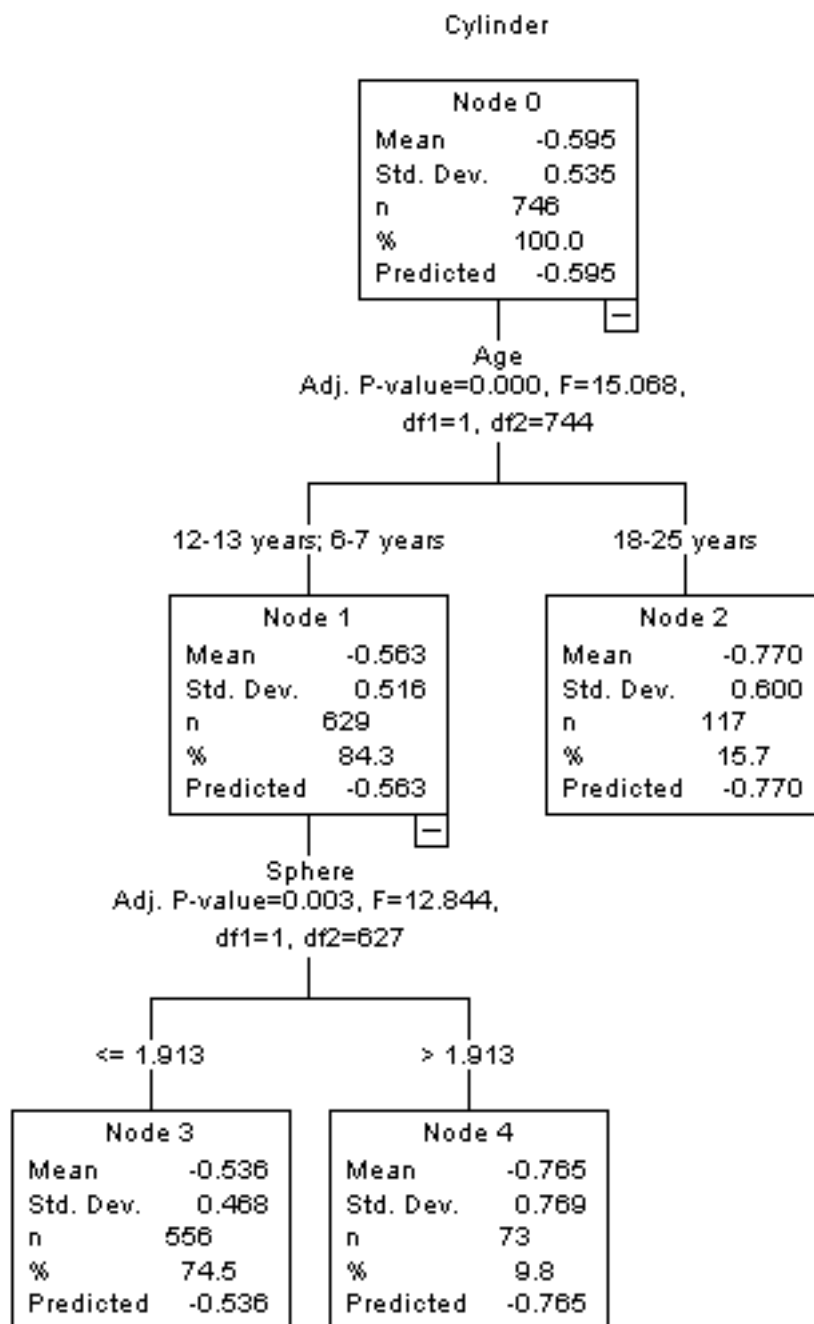 Cylinder
Node 0
Mean -0.595
Std. Dev. 0.535
n 746
% 100.0
Predicted -0.595
Age
Adj. P-value=0.000, F=15.068,
df1=1, df2=744
12-13 years; 6-7 years
18-25 years
Node 1
Mean -0.563
Std. Dev. 0.516
n 629
% 84.3
Predicted -0.563
Node 2
Mean -0.770
Std. Dev. 0.600
n 117
% 15.7
Predicted -0.770
Sphere
Adj. P-value=0.003, F=12.844,
df1=1, df2=627
<= 1.913
> 1.913
Node 3
Mean -0.536
Std. Dev. 0.468
n 556
% 74.5
Predicted -0.536
Node 4
Mean -0.765
Std. Dev. 0.769
n 73
% 9.8
Predicted -0.765